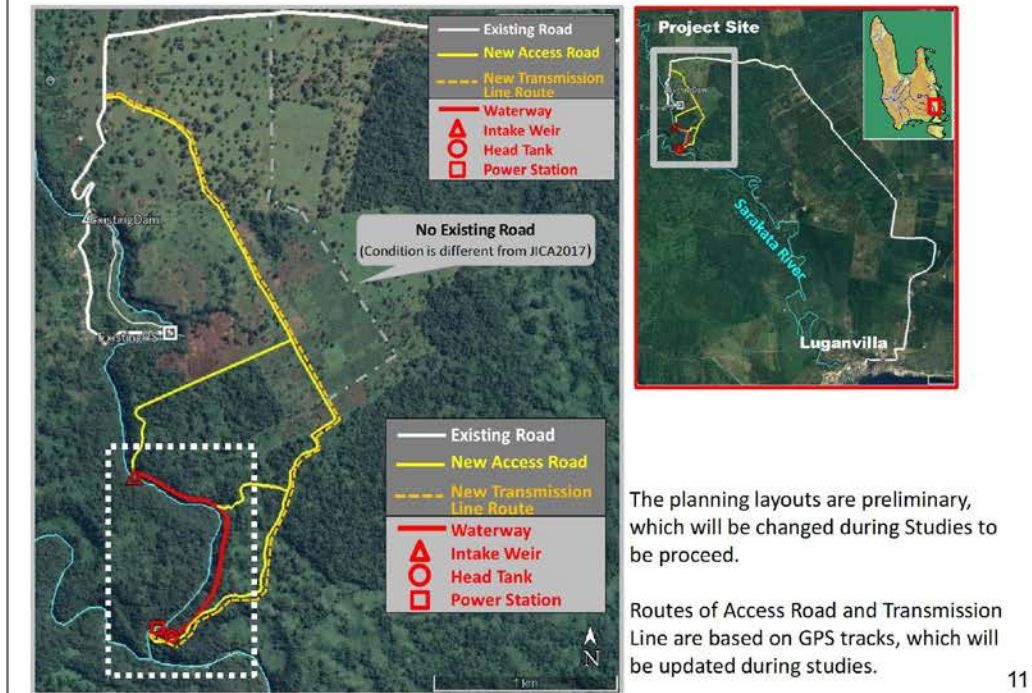 Existing Road
New Access Road
New Transmission
Line Route
Waterway
Intake Weir
Head Tank
Power Station
No Existing Road
(Condition is different from JICA2017)
Existing Road
New Access Road
New Transmission
Line Route
Waterway
Intake Weir
Head Tank
Power Station
N
1 km
Project Site
Sarakata River
Luganvilla
The planning layouts are preliminary,
which will be changed during Studies to
be proceed.
Routes of Access Road and Transmission
Line are based on GPS tracks, which will
be updated during studies.
11